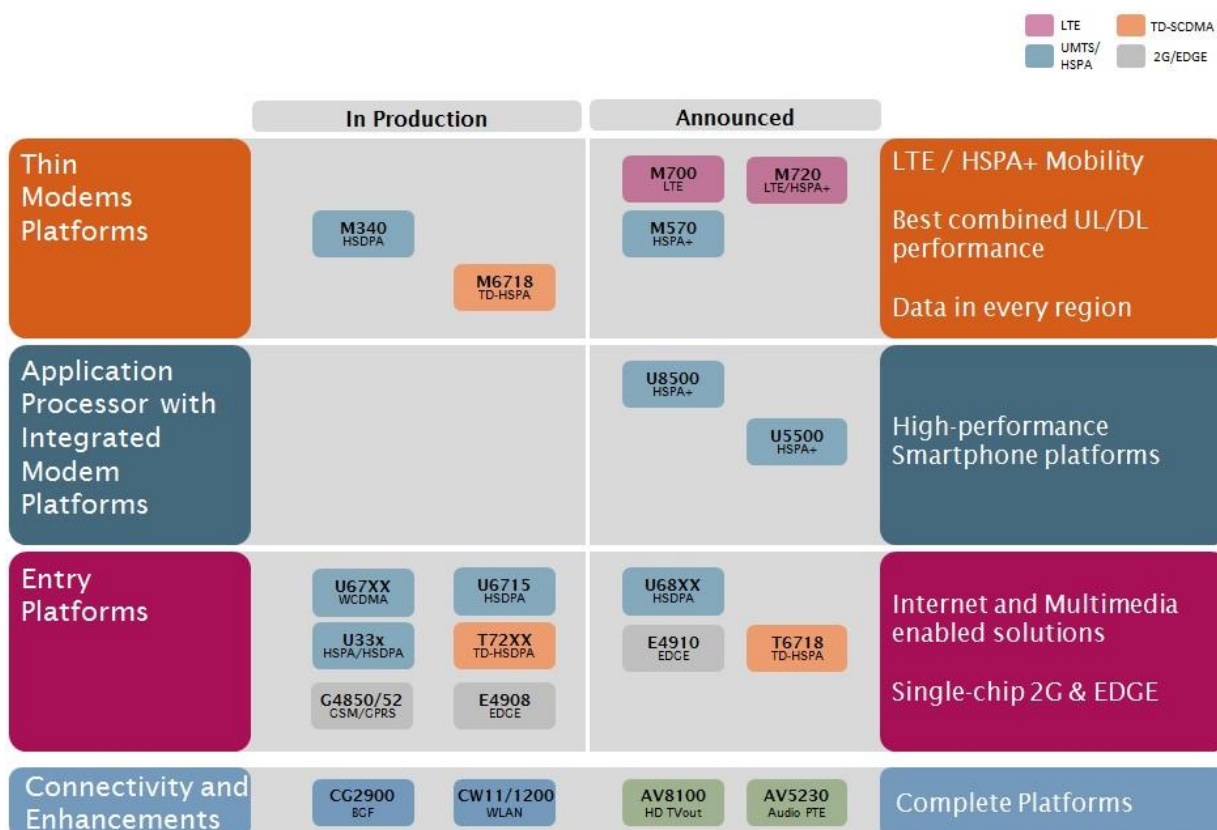 LTE
TD-SCDMA
UMTS/
HSPA
2G/EDGE
In Production
Announced
Thin
Modems
Platforms
M700
LTE
M720
LTE/HSPA+
M340
HSDPA
M570
HSPA+
M6718
TD-HSPA
LTE / HSPA+ Mobility
Best combined UL/DL
performance
Data in every region
Application
Processor with
Integrated
Modem
Platforms
U8500
HSPA+
U5500
HSPA+
High-performance
Smartphone platforms
Entry
Platforms
U67XX
WCDMA
U6715
HSDPA
U68XX
HSDPA
U33x
HSPA/HSDPA
T72XX
TD-HSDPA
E4910
EDGE
T6718
TD-HSPA
G4850/52
GSM/GPRS
E4908
EDGE
Internet and Multimedia
enabled solutions
Single-chip 2G & EDGE
Connectivity and
Enhancements
CG2900
BGF
CW11/1200
WLAN
AV8100
HD TVout
AV5230
Audio PTE
Complete Platforms